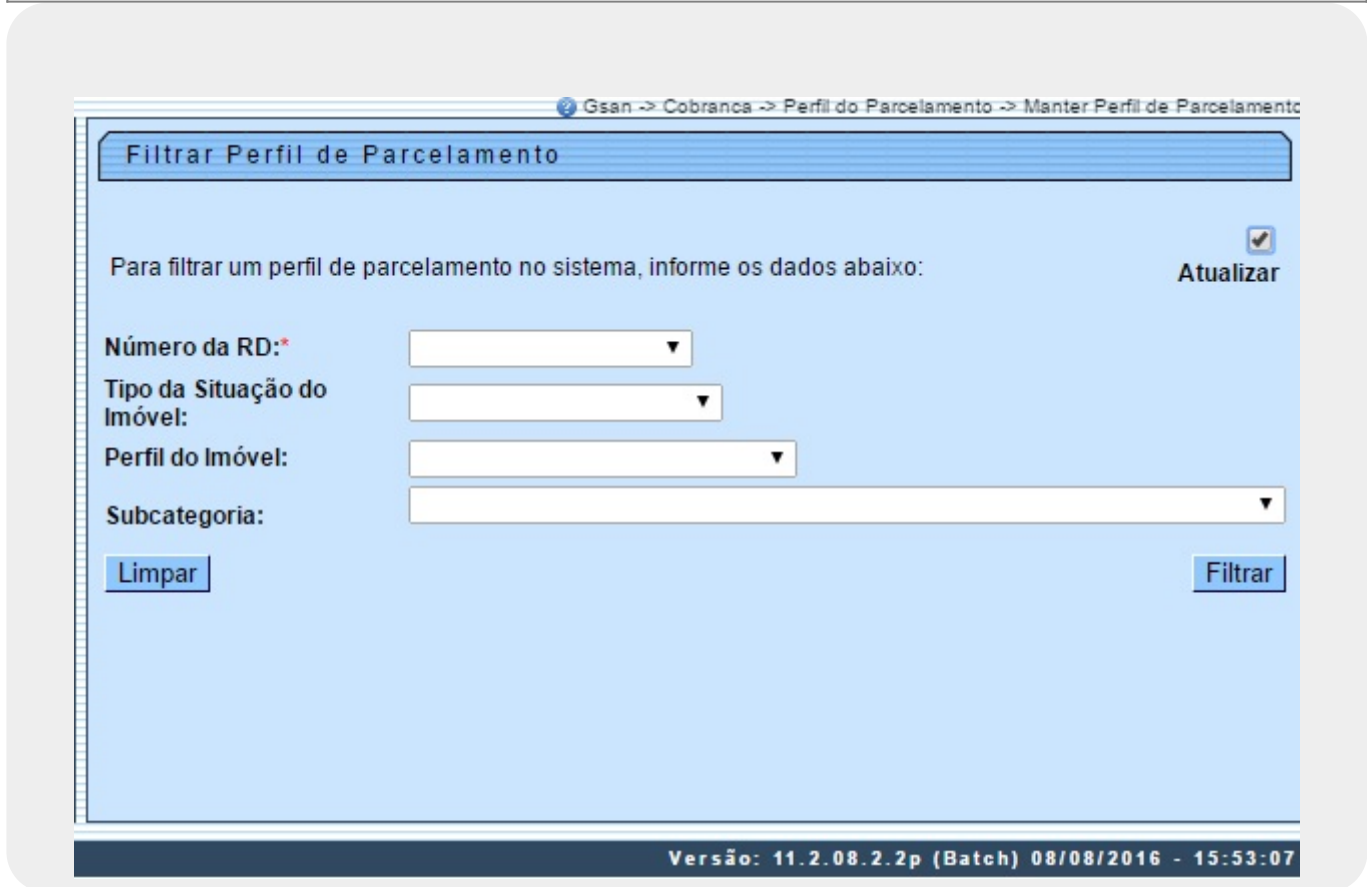 Gsan -> Cobranca -> Perfil do Parcelamento -> Manter Perfil de Parcelamento
Filtrar Perfil de Parcelamento
Para filtrar um perfil de parcelamento no sistema, informe os dados abaixo:
Atualizar
Número da RD:*
Tipo da Situação do
Imóvel:
Perfil do Imóvel:
Subcategoria:
Limpar
Filtrar
Versão: 11.2.08.2.2p (Batch) 08/08/2016 - 15:53:07